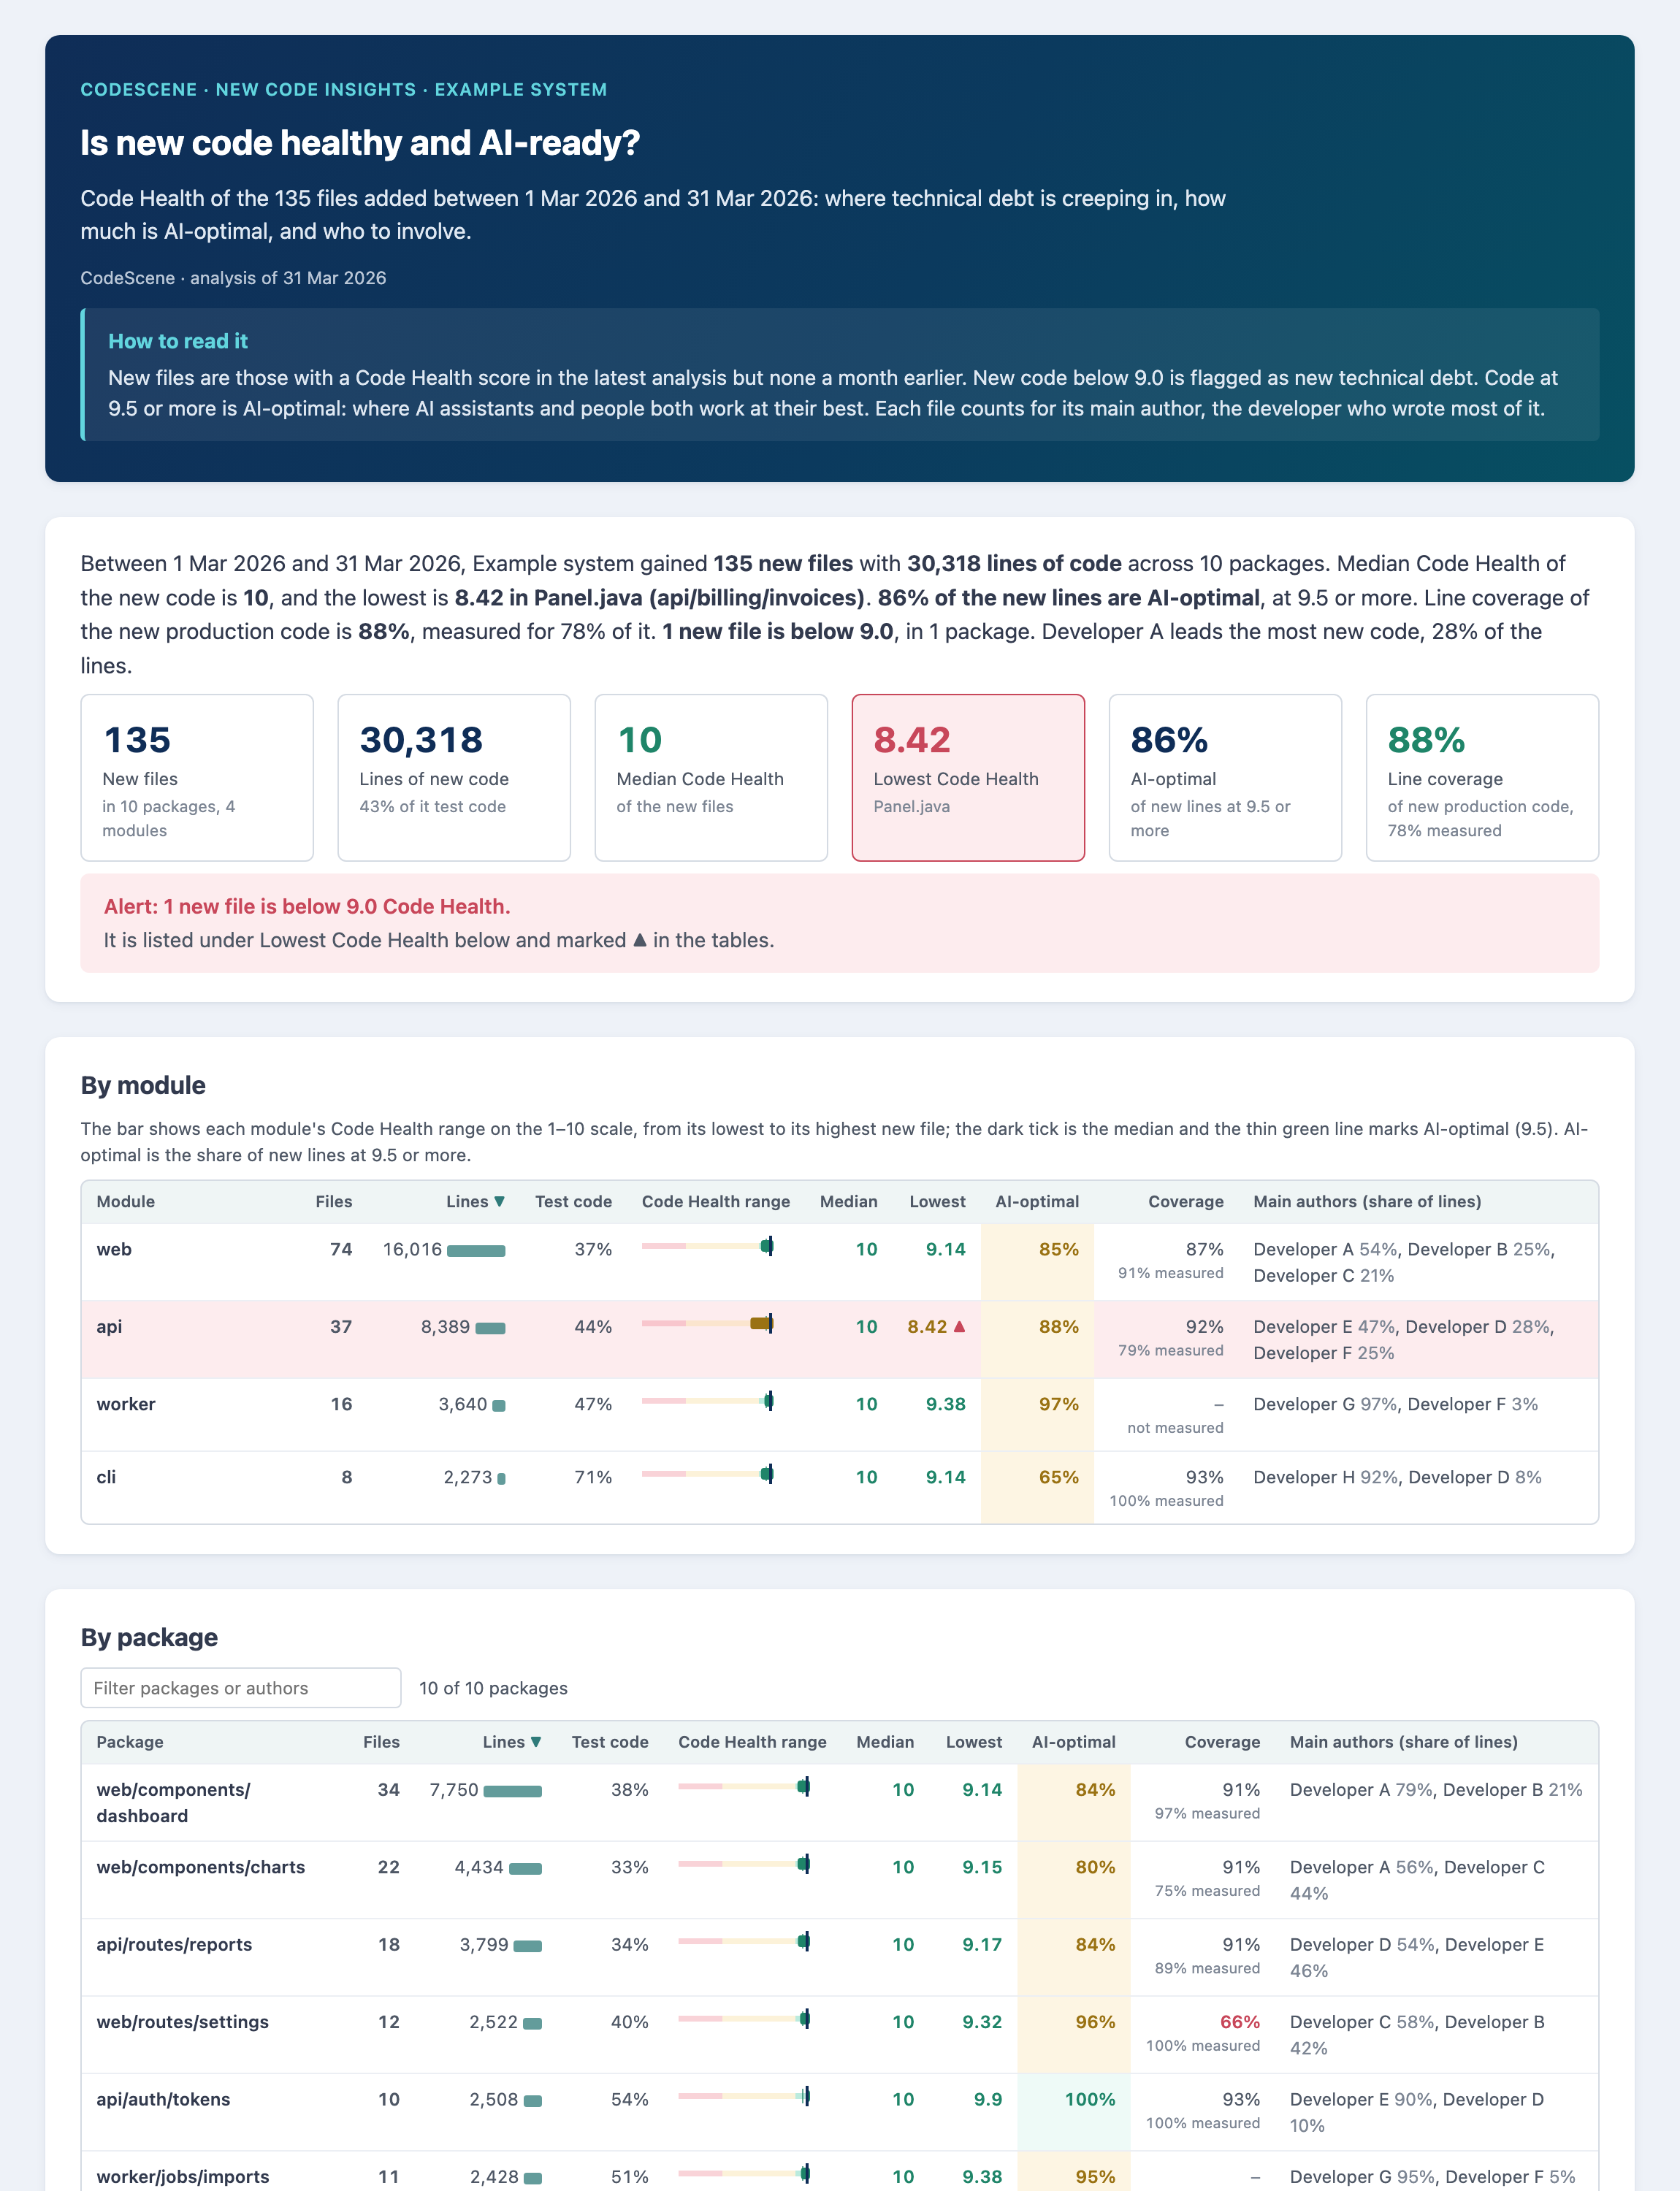 CODESCENE · NEW CODE INSIGHTS · EXAMPLE SYSTEM
Is new code healthy and AI-ready?
Code Health of the 135 files added between 1 Mar 2026 and 31 Mar 2026: where technical debt is creeping in, how
much is AI-optimal, and who to involve.
CodeScene · analysis of 31 Mar 2026
How to read it
New files are those with a Code Health score in the latest analysis but none a month earlier. New code below 9.0 is flagged as new technical debt. Code at
9.5 or more is AI-optimal: where AI assistants and people both work at their best. Each file counts for its main author, the developer who wrote most of it.
Between 1 Mar 2026 and 31 Mar 2026, Example system gained 135 new files with 30,318 lines of code across 10 packages. Median Code Health of
the new code is 10, and the lowest is 8.42 in Panel.java (api/billing/invoices). 86% of the new lines are AI-optimal, at 9.5 or more. Line coverage of
the new production code is 88%, measured for 78% of it. 1 new file is below 9.0, in 1 package. Developer A leads the most new code, 28% of the
lines.
135
New files
in 10 packages, 4
modules
30,318
Lines of new code
43% of it test code
10
Median Code Health
of the new files
8.42
Lowest Code Health
Panel.java
86%
AI-optimal
of new lines at 9.5 or
more
88%
Line coverage
of new production code,
78% measured
Alert: 1 new file is below 9.0 Code Health.
It is listed under Lowest Code Health below and marked ▲ in the tables.
By module
The bar shows each module's Code Health range on the 1–10 scale, from its lowest to its highest new file; the dark tick is the median and the thin green line marks AI-optimal (9.5). AI-
optimal is the share of new lines at 9.5 or more.
Module Files Lines ▼ Test code Code Health range Median Lowest AI-optimal Coverage Main authors (share of lines)
web 74 16,016 37% 10 9.14 85% 87% Developer A 54%, Developer B 25%,
91% measured Developer C 21%
api 37 8,389 44% 10 8.42 ▲ 88% 92% Developer E 47%, Developer D 28%,
79% measured Developer F 25%
worker 16 3,640 47% 10 9.38 97% – Developer G 97%, Developer F 3%
not measured
cli 8 2,273 71% 10 9.14 65% 93% Developer H 92%, Developer D 8%
100% measured
By package
Filter packages or authors 10 of 10 packages
Package Files Lines ▼ Test code Code Health range Median Lowest AI-optimal Coverage Main authors (share of lines)
web/components/ 34 7,750 38% 10 9.14 84% 91% Developer A 79%, Developer B 21%
dashboard 97% measured
web/components/charts 22 4,434 33% 10 9.15 80% 91% Developer A 56%, Developer C
75% measured 44%
api/routes/reports 18 3,799 34% 10 9.17 84% 91% Developer D 54%, Developer E
89% measured 46%
web/routes/settings 12 2,522 40% 10 9.32 96% 66% Developer C 58%, Developer B
100% measured 42%
api/auth/tokens 10 2,508 54% 10 9.9 100% 93% Developer E 90%, Developer D
100% measured 10%
worker/jobs/imports 11 2,428 51% 10 9.38 95% – Developer G 95%, Developer F 5%